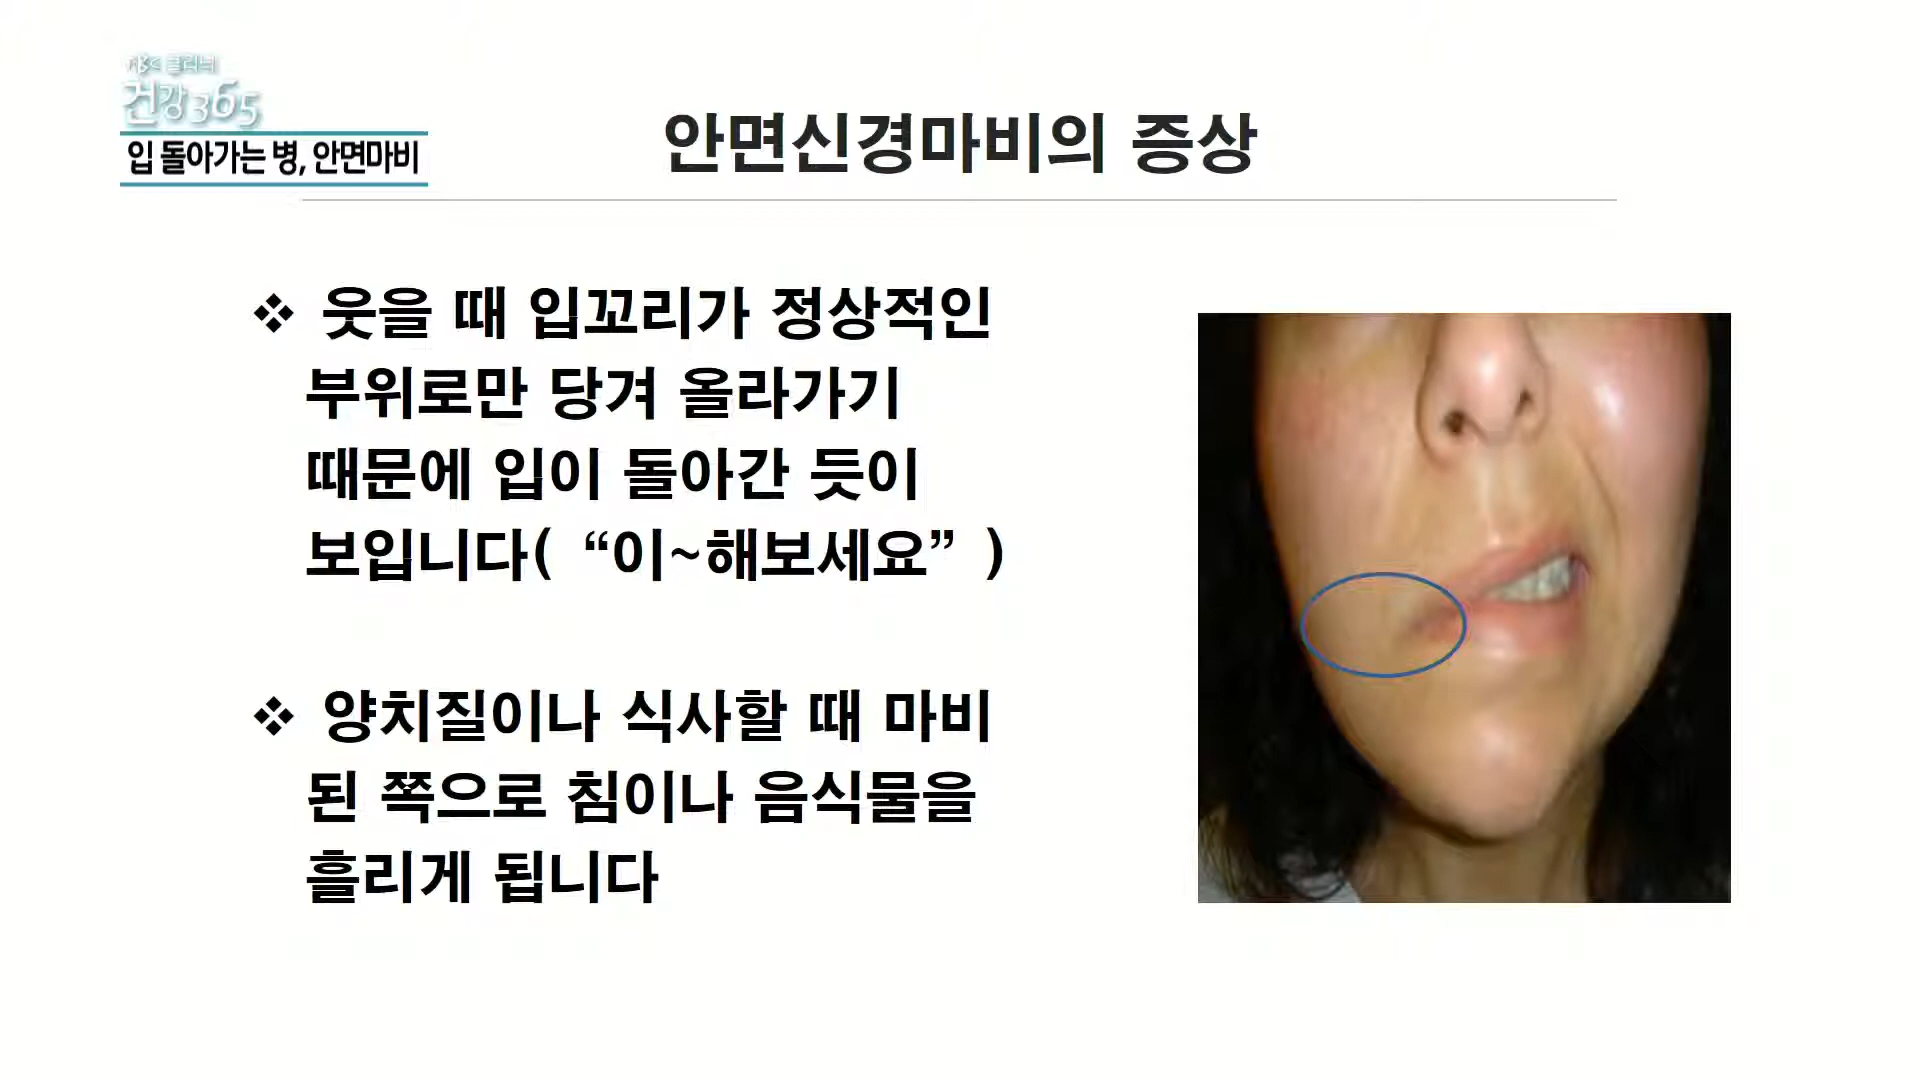 클리닉
건강365
입 돌아가는 병, 안면마비
안면신경마비의 증상
❖ 웃을 때 입꼬리가 정상적인
부위로만 당겨 올라가기
때문에 입이 돌아간 듯이
보입니다( “이~해보세요” )
❖ 양치질이나 식사할 때 마비
된 쪽으로 침이나 음식물을
흘리게 됩니다